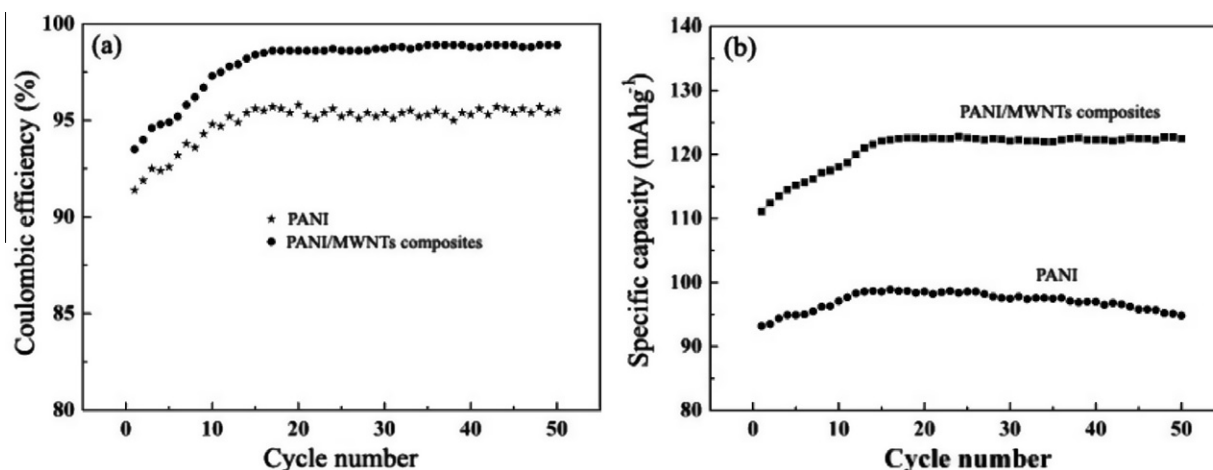 (a)
Coulombic efficiency (%)
100
95
90
85
80
★ PANI
● PANI/MWNTs composites
0 10 20 30 40 50
Cycle number
(b)
Specific capacity (mAhg⁻¹)
140
130
120
110
100
90
80
PANI/MWNTs composites
PANI
0 10 20 30 40 50
Cycle number